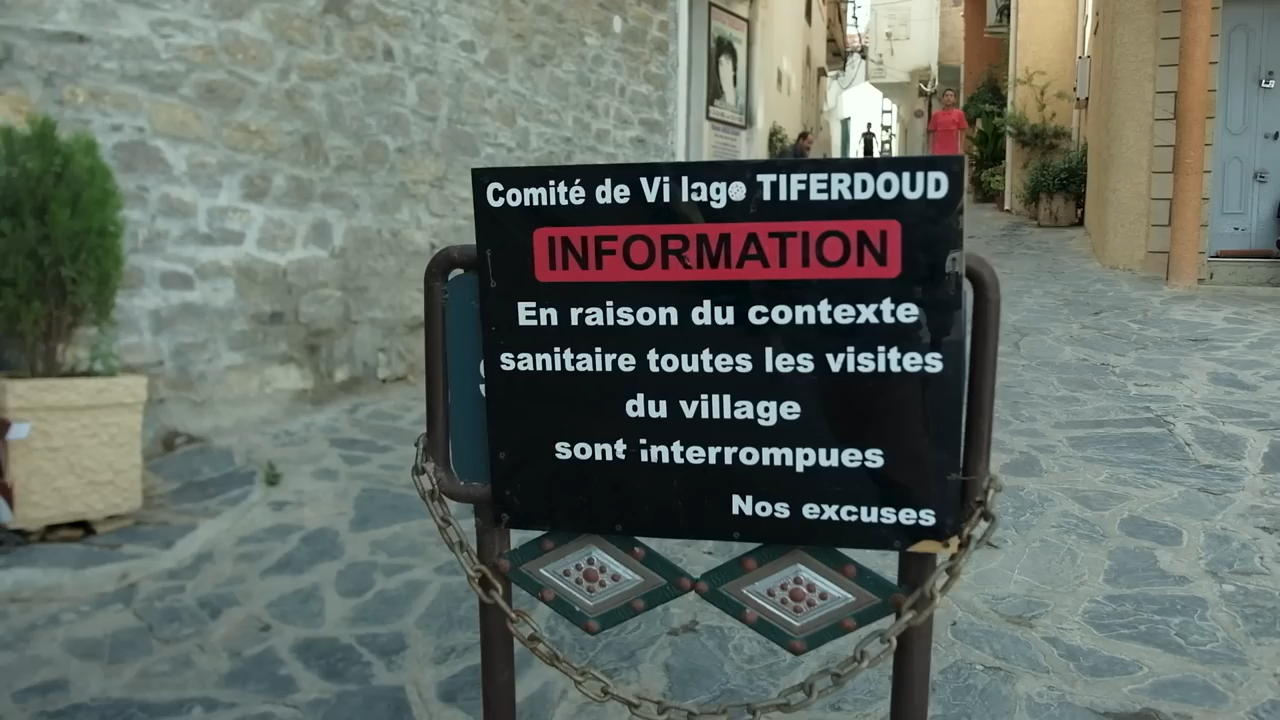 Comité de Vi lage TIFERDOUD
INFORMATION
En raison du contexte
sanitaire toutes les visites
du village
sont interrompues
Nos excuses